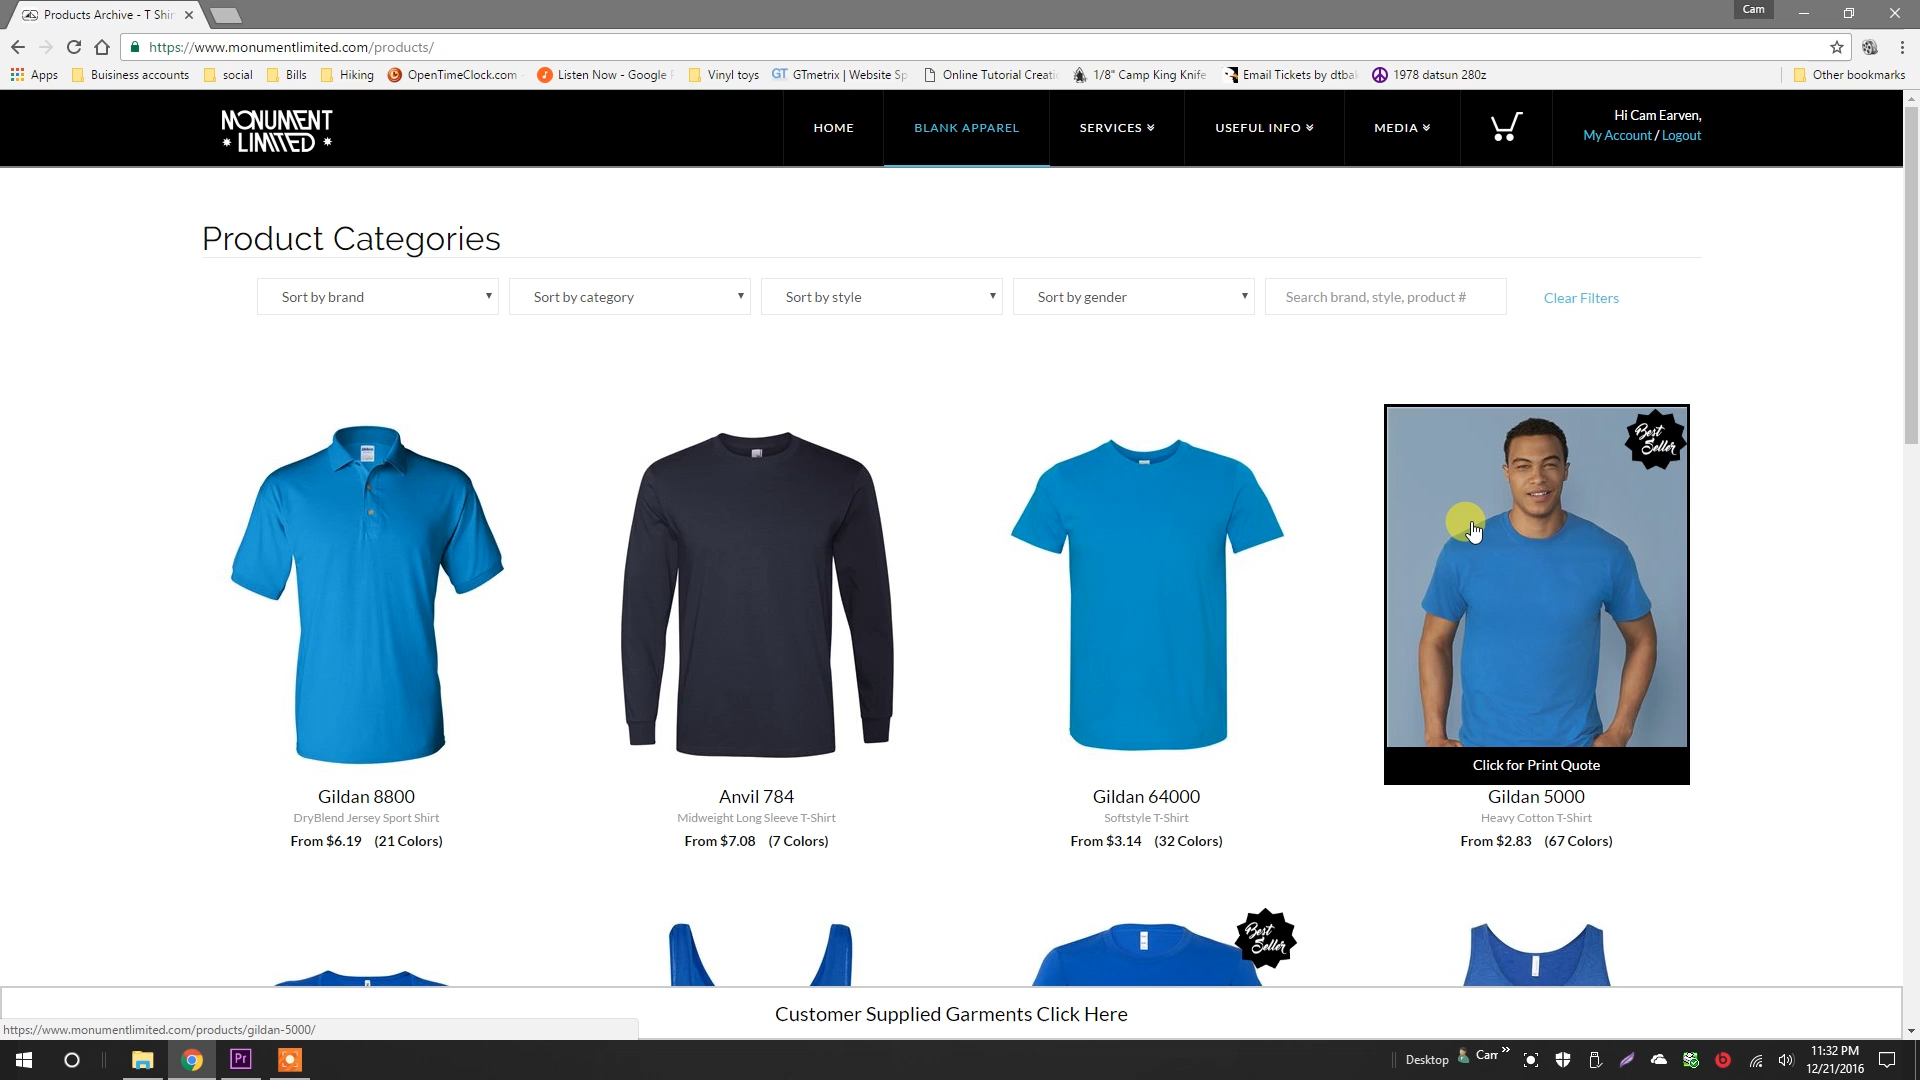 Products Archive - T Shir
Cam
https://www.monumentlimited.com/products/
Apps Buisiness accounts social Bills Hiking OpenTimeClock.com Listen Now - Google Vinyl toys GTmetrix | Website Sp Online Tutorial Creati 1/8" Camp King Knife Email Tickets by dtba 1978 datsun 280z Other bookmarks
MONUMENT
LIMITED
HOME BLANK APPAREL SERVICES USEFUL INFO MEDIA
Hi Cam Earven,
My Account / Logout
Product Categories
Sort by brand Sort by category Sort by style Sort by gender Search brand, style, product # Clear Filters
Best
Seller
Click for Print Quote
Gildan 8800 Anvil 784 Gildan 64000 Gildan 5000
DryBlend Jersey Sport Shirt Midweight Long Sleeve T-Shirt Softstyle T-Shirt Heavy Cotton T-Shirt
From $6.19 (21 Colors) From $7.08 (7 Colors) From $3.14 (32 Colors) From $2.83 (67 Colors)
Best
Seller
Customer Supplied Garments Click Here
https://www.monumentlimited.com/products/gildan-5000/
Pr
Desktop Cam »
11:32 PM
12/21/2016